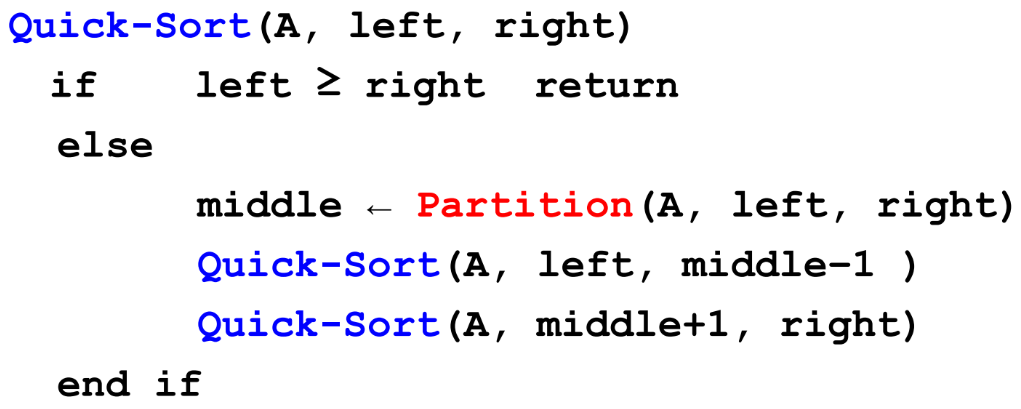 Quick-Sort(A, left, right)
if left ≥ right return
else
middle ← Partition(A, left, right)
Quick-Sort(A, left, middle–1 )
Quick-Sort(A, middle+1, right)
end if